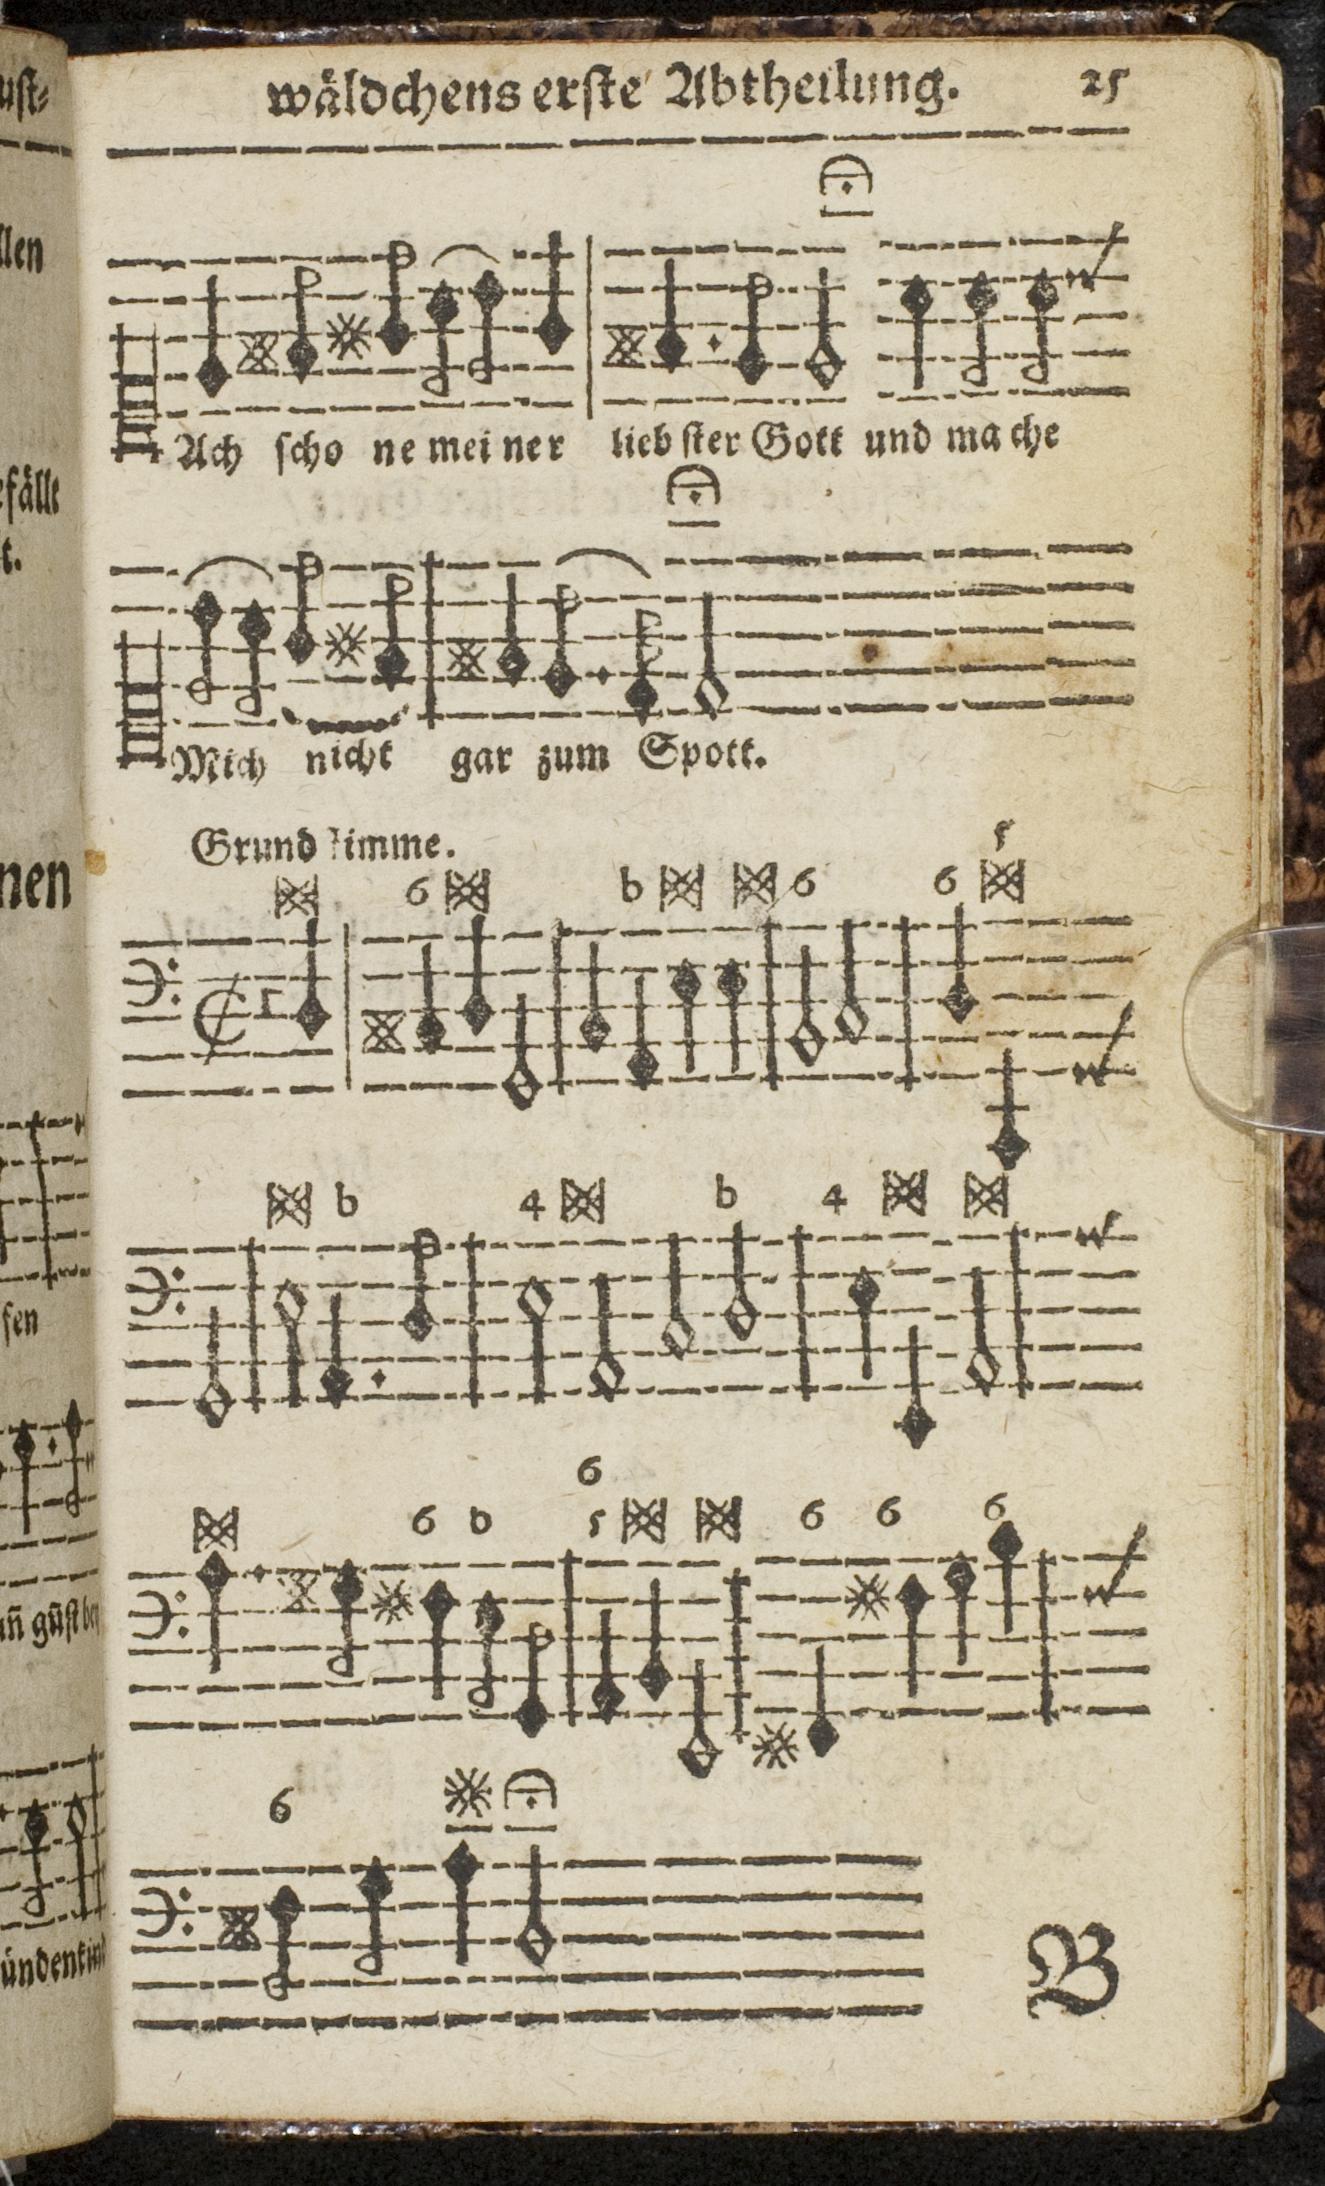 wäldchens erste Abtheilung. 25
Ach scho ne mei ner lieb ster Gott und ma che
Mich nicht gar zum Spott.
Grund stimme.
5
6 b 6 6
b 4 b 4
6
6 b 5 6 6 6
6
B